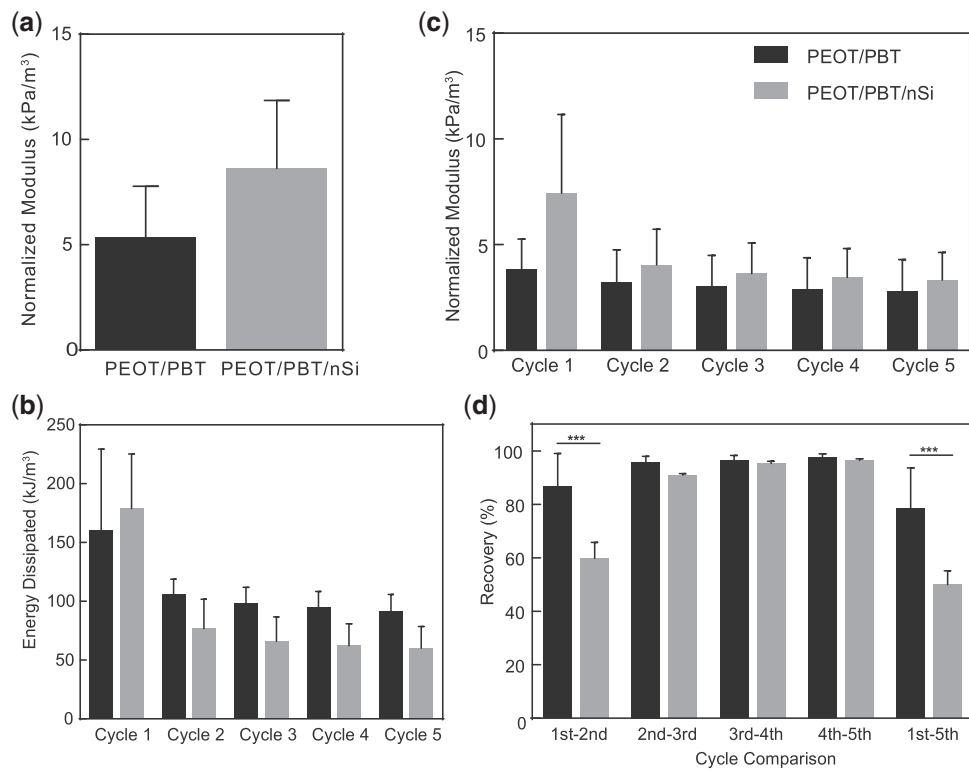 (a)
Normalized Modulus (kPa/m³)
15
10
5
0
PEOT/PBT PEOT/PBT/nSi
(c)
Normalized Modulus (kPa/m³)
15
10
5
0
PEOT/PBT
PEOT/PBT/nSi
Cycle 1 Cycle 2 Cycle 3 Cycle 4 Cycle 5
(b)
Energy Dissipated (kJ/m³)
250
200
150
100
50
0
Cycle 1 Cycle 2 Cycle 3 Cycle 4 Cycle 5
(d)
Recovery (%)
100
80
60
40
20
0
*** ***
1st-2nd 2nd-3rd 3rd-4th 4th-5th 1st-5th
Cycle Comparison